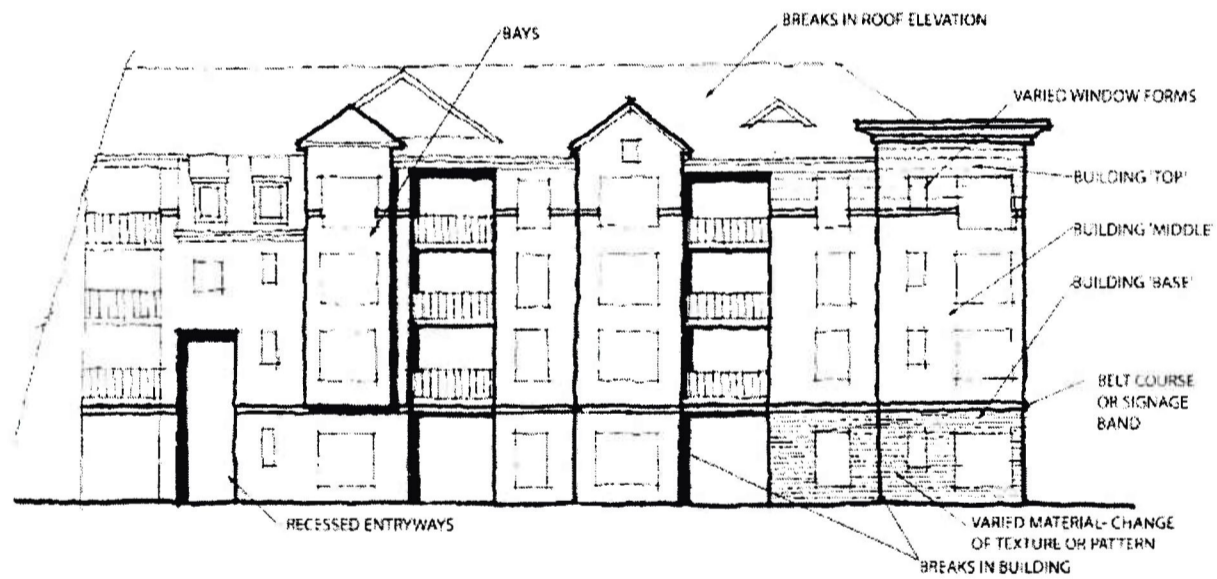 BREAKS IN ROOF ELEVATION
BAYS
VARIED WINDOW FORMS
BUILDING 'TOP'
BUILDING 'MIDDLE'
BUILDING 'BASE'
BELT COURSE
OR SIGNAGE
BAND
RECESSED ENTRYWAYS
VARIED MATERIAL- CHANGE
OF TEXTURE OR PATTERN
BREAKS IN BUILDING